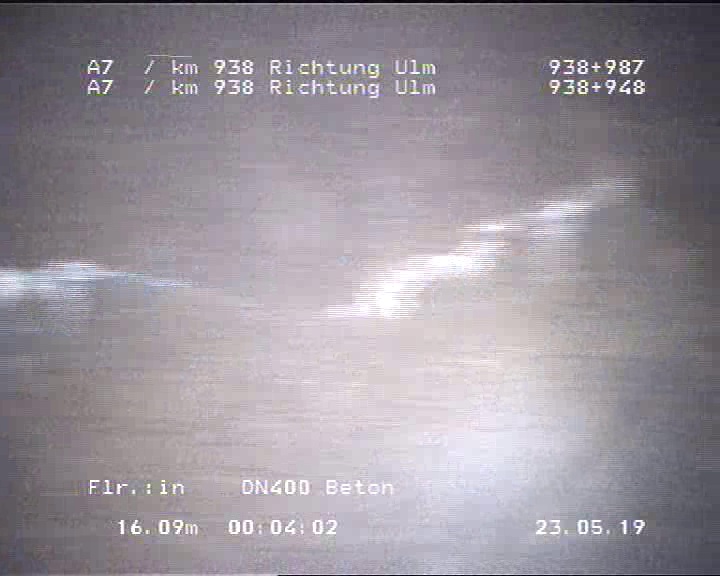 A7 / km 938 Richtung Ulm 938+987
A7 / km 938 Richtung Ulm 938+948
Flr.:in DN400 Beton
16.09m 00:04:02 23.05.19